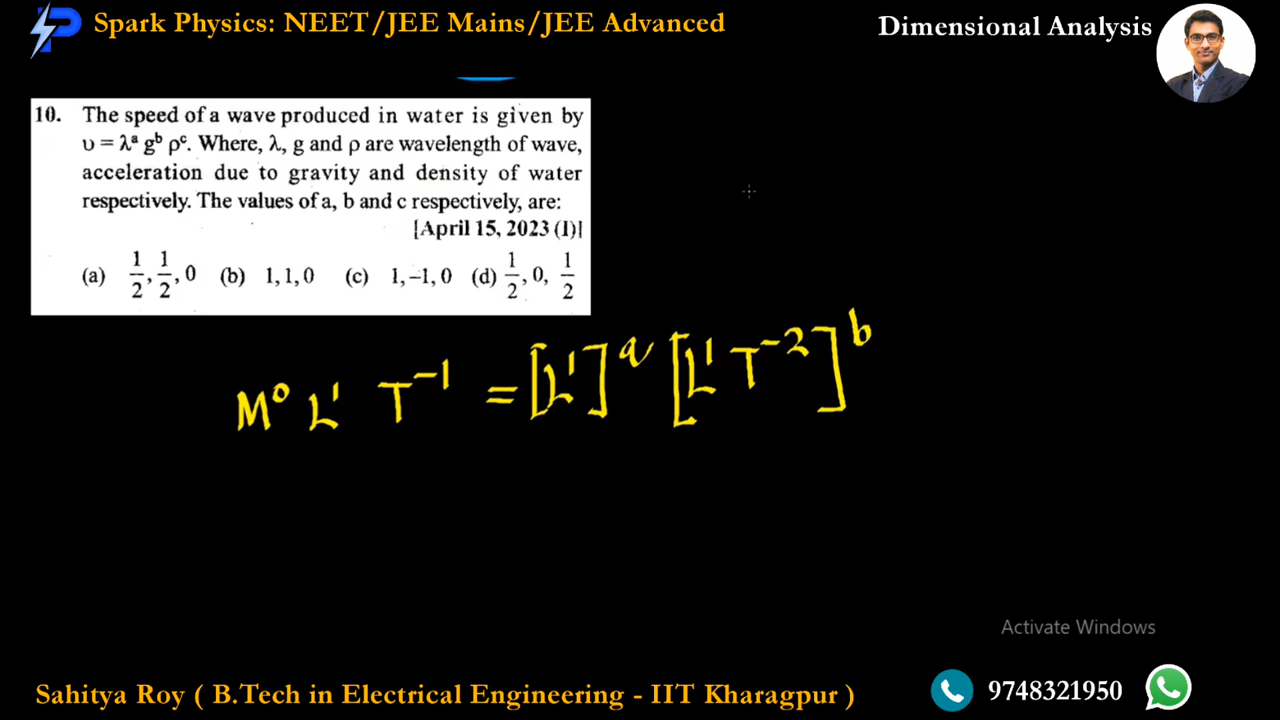 Spark Physics: NEET/JEE Mains/JEE Advanced
Dimensional Analysis
10. The speed of a wave produced in water is given by
υ = λᵃ gᵇ ρᶜ. Where, λ, g and ρ are wavelength of wave,
acceleration due to gravity and density of water
respectively. The values of a, b and c respectively, are:
[April 15, 2023 (I)]
(a) 1/2, 1/2, 0 (b) 1, 1, 0 (c) 1, –1, 0 (d) 1/2, 0, 1/2
M⁰ L¹ T⁻¹ = [L¹]ᵃ [L¹ T⁻²]ᵇ
Activate Windows
Sahitya Roy ( B.Tech in Electrical Engineering - IIT Kharagpur )
9748321950